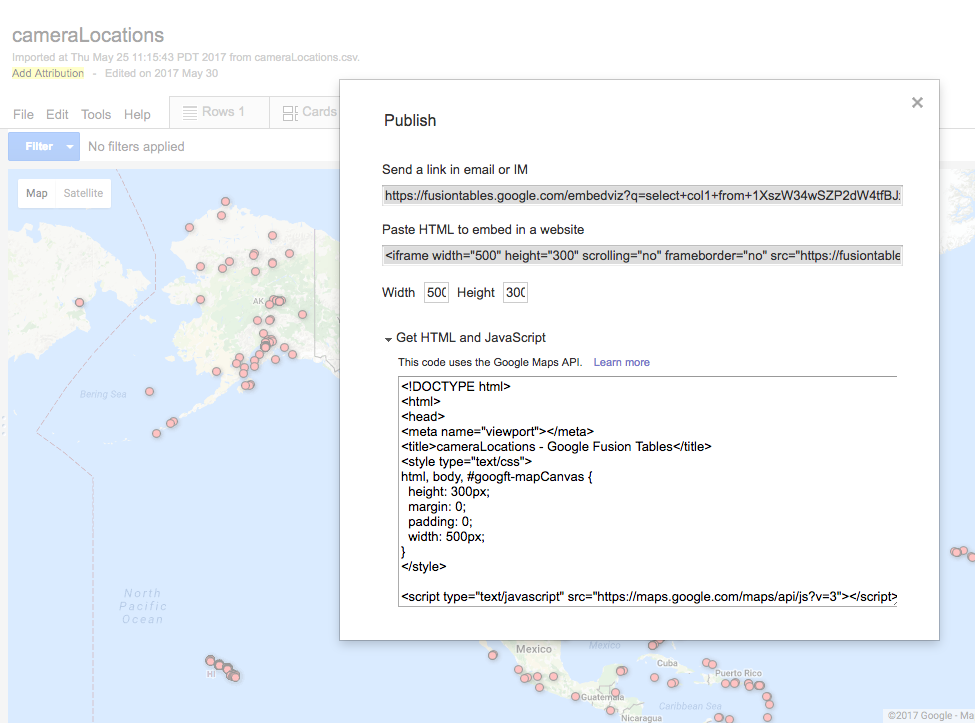 cameraLocations
Imported at Thu May 25 11:15:43 PDT 2017 from cameraLocations.csv.
Add Attribution - Edited on 2017 May 30
File Edit Tools Help Rows 1 Cards
Filter No filters applied
Map Satellite
AK
Bering Sea
North
Pacific
Ocean
HI
Publish
Send a link in email or IM
https://fusiontables.google.com/embedviz?q=select+col1+from+1XszW34wSZP2dW4tfBJ
Paste HTML to embed in a website
<iframe width="500" height="300" scrolling="no" frameborder="no" src="https://fusiontable
Width 500 Height 300
Get HTML and JavaScript
This code uses the Google Maps API. Learn more
<!DOCTYPE html>
<html>
<head>
<meta name="viewport"></meta>
<title>cameraLocations - Google Fusion Tables</title>
<style type="text/css">
html, body, #googft-mapCanvas {
height: 300px;
margin: 0;
padding: 0;
width: 500px;
}
</style>
<script type="text/javascript" src="https://maps.google.com/maps/api/js?v=3"></script>
Mexico
Mexico
Cuba
Puerto Rico
Guatemala
Caribbean Sea
Nicaragua
©2017 Google - Ma